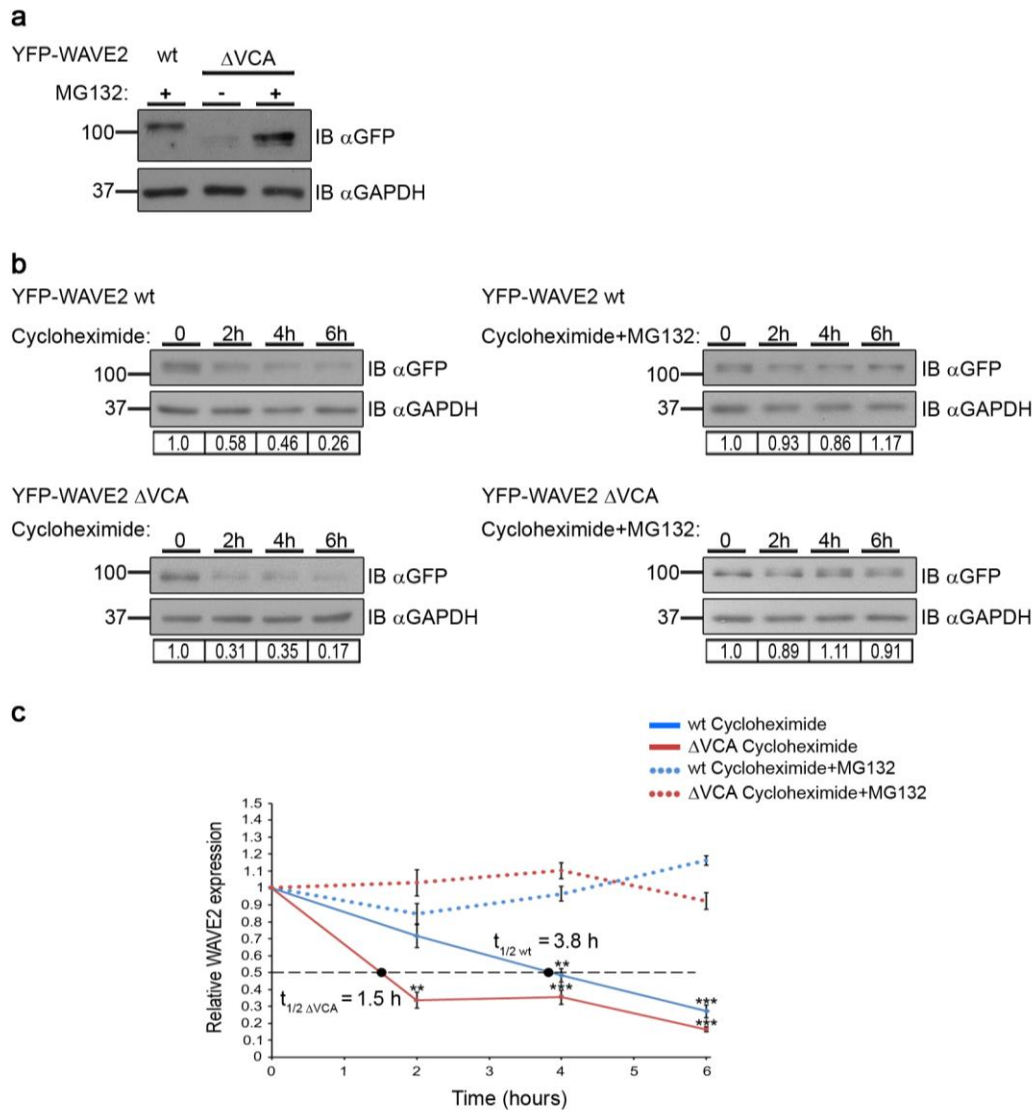 a
YFP-WAVE2 wt ΔVCA
MG132: + - +
100 IB αGFP
37 IB αGAPDH
b
YFP-WAVE2 wt
Cycloheximide: 0 2h 4h 6h
100 IB αGFP
37 IB αGAPDH
1.0 0.58 0.46 0.26
YFP-WAVE2 wt
Cycloheximide+MG132: 0 2h 4h 6h
100 IB αGFP
37 IB αGAPDH
1.0 0.93 0.86 1.17
YFP-WAVE2 ΔVCA
Cycloheximide: 0 2h 4h 6h
100 IB αGFP
37 IB αGAPDH
1.0 0.31 0.35 0.17
YFP-WAVE2 ΔVCA
Cycloheximide+MG132: 0 2h 4h 6h
100 IB αGFP
37 IB αGAPDH
1.0 0.89 1.11 0.91
c
wt Cycloheximide
ΔVCA Cycloheximide
wt Cycloheximide+MG132
ΔVCA Cycloheximide+MG132
Relative WAVE2 expression
1.5
1.4
1.3
1.2
1.1
1
0.9
0.8
0.7
0.6
0.5
0.4
0.3
0.2
0.1
0
t1/2 wt = 3.8 h
t1/2 ΔVCA = 1.5 h
** ** *** *** ***
0 1 2 3 4 5 6
Time (hours)